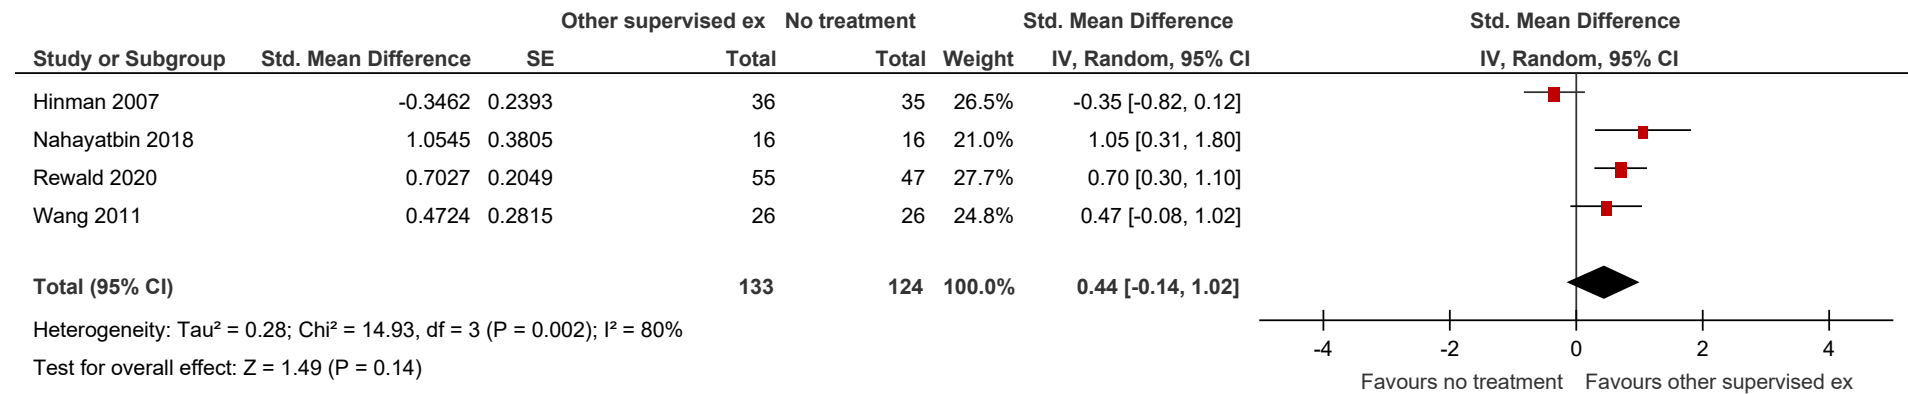 Other supervised ex No treatment Std. Mean Difference Std. Mean Difference
Study or Subgroup Std. Mean Difference SE Total Total Weight IV, Random, 95% CI IV, Random, 95% CI
Hinman 2007 -0.3462 0.2393 36 35 26.5% -0.35 [-0.82, 0.12]
Nahayatbin 2018 1.0545 0.3805 16 16 21.0% 1.05 [0.31, 1.80]
Rewald 2020 0.7027 0.2049 55 47 27.7% 0.70 [0.30, 1.10]
Wang 2011 0.4724 0.2815 26 26 24.8% 0.47 [-0.08, 1.02]
Total (95% CI) 133 124 100.0% 0.44 [-0.14, 1.02]
Heterogeneity: Tau² = 0.28; Chi² = 14.93, df = 3 (P = 0.002); I² = 80%
Test for overall effect: Z = 1.49 (P = 0.14)
-4 -2 0 2 4
Favours no treatment Favours other supervised ex